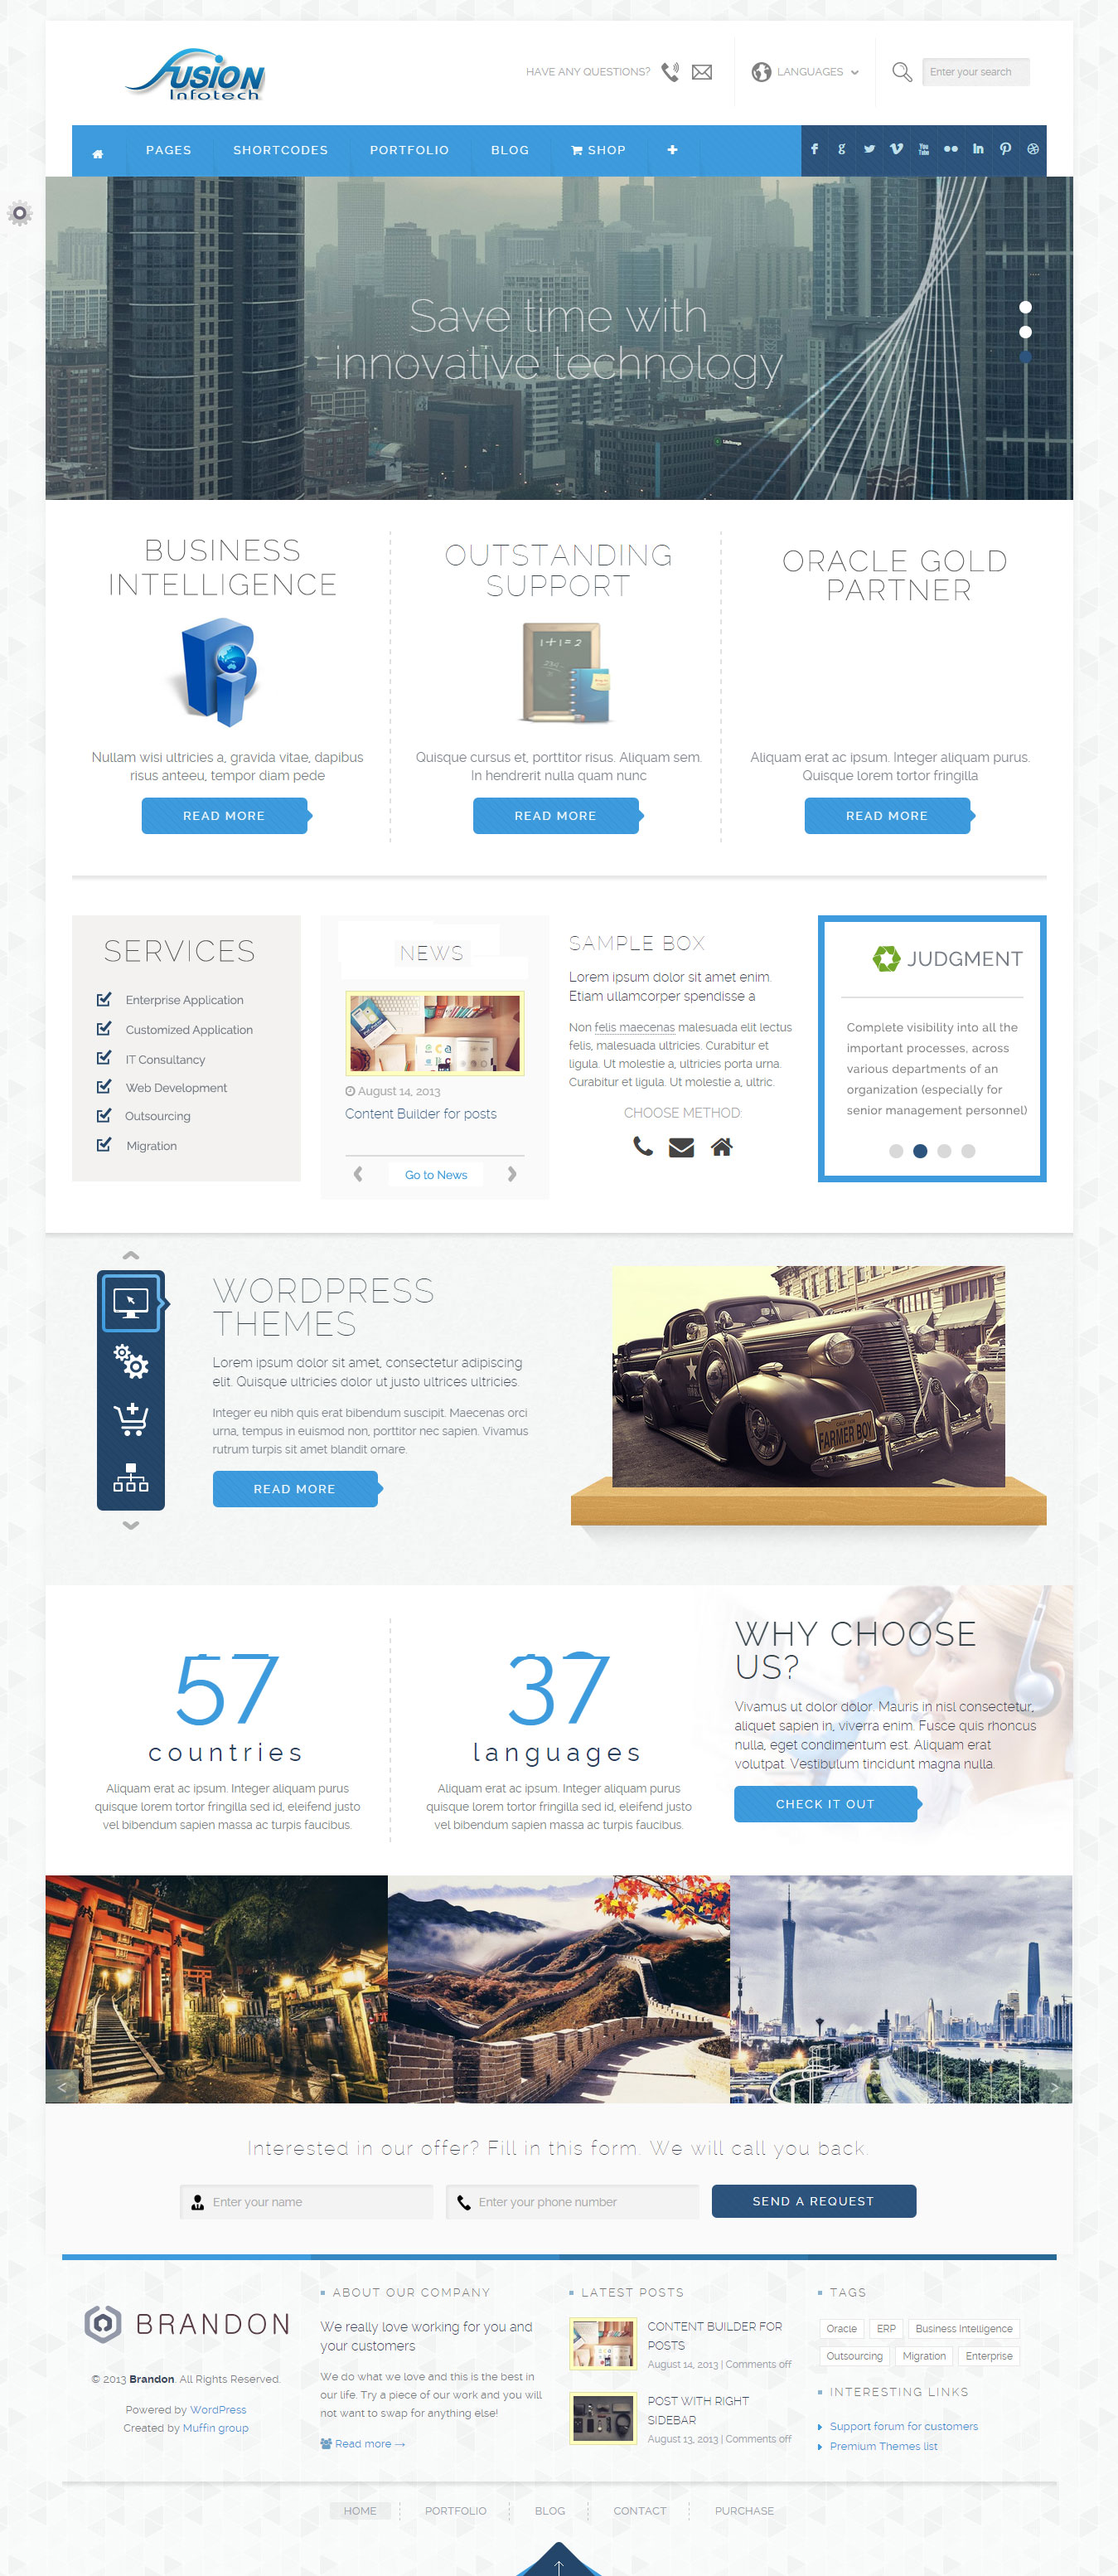 fusion
Infotech
HAVE ANY QUESTIONS?
LANGUAGES
Enter your search
PAGES
SHORTCODES
PORTFOLIO
BLOG
SHOP
Save time with
innovative technology
BUSINESS
INTELLIGENCE
Nullam wisi ultricies a, gravida vitae, dapibus
risus anteeu, tempor diam pede
READ MORE
OUTSTANDING
SUPPORT
1+1=2
Quisque cursus et, porttitor risus. Aliquam sem.
In hendrerit nulla quam nunc
READ MORE
ORACLE GOLD
PARTNER
Aliquam erat ac ipsum. Integer aliquam purus.
Quisque lorem tortor fringilla
READ MORE
SERVICES
Enterprise Application
Customized Application
IT Consultancy
Web Development
Outsourcing
Migration
NEWS
August 14, 2013
Content Builder for posts
Go to News
SAMPLE BOX
Lorem ipsum dolor sit amet enim.
Etiam ullamcorper spendisse a
Non felis maecenas malesuada elit lectus
felis, malesuada ultricies. Curabitur et
ligula. Ut molestie a, ultricies porta urna.
Curabitur et ligula. Ut molestie a, ultric.
CHOOSE METHOD:
JUDGMENT
Complete visibility into all the
important processes, across
various departments of an
organization (especially for
senior management personnel)
WORDPRESS
THEMES
Lorem ipsum dolor sit amet, consectetur adipiscing
elit. Quisque ultricies dolor ut justo ultrices ultricies.
Integer eu nibh quis erat bibendum suscipit. Maecenas orci
urna, tempus in euismod non, porttitor nec sapien. Vivamus
rutrum turpis sit amet blandit ornare.
READ MORE
FARMER BOY
57
countries
Aliquam erat ac ipsum. Integer aliquam purus
quisque lorem tortor fringilla sed id, eleifend justo
vel bibendum sapien massa ac turpis faucibus.
37
languages
Aliquam erat ac ipsum. Integer aliquam purus
quisque lorem tortor fringilla sed id, eleifend justo
vel bibendum sapien massa ac turpis faucibus.
WHY CHOOSE
US?
Vivamus ut dolor dolor. Mauris in nisl consectetur,
aliquet sapien in, viverra enim. Fusce quis rhoncus
nulla, eget condimentum est. Aliquam erat
volutpat. Vestibulum tincidunt magna nulla.
CHECK IT OUT
Interested in our offer? Fill in this form. We will call you back.
Enter your name
Enter your phone number
SEND A REQUEST
BRANDON
© 2013 Brandon. All Rights Reserved.
Powered by WordPress
Created by Muffin group
ABOUT OUR COMPANY
We really love working for you and
your customers
We do what we love and this is the best in
our life. Try a piece of our work and you will
not want to swap for anything else!
Read more →
LATEST POSTS
CONTENT BUILDER FOR
POSTS
August 14, 2013 | Comments off
POST WITH RIGHT
SIDEBAR
August 13, 2013 | Comments off
TAGS
Oracle
ERP
Business Intelligence
Outsourcing
Migration
Enterprise
INTERESTING LINKS
Support forum for customers
Premium Themes list
HOME
PORTFOLIO
BLOG
CONTACT
PURCHASE